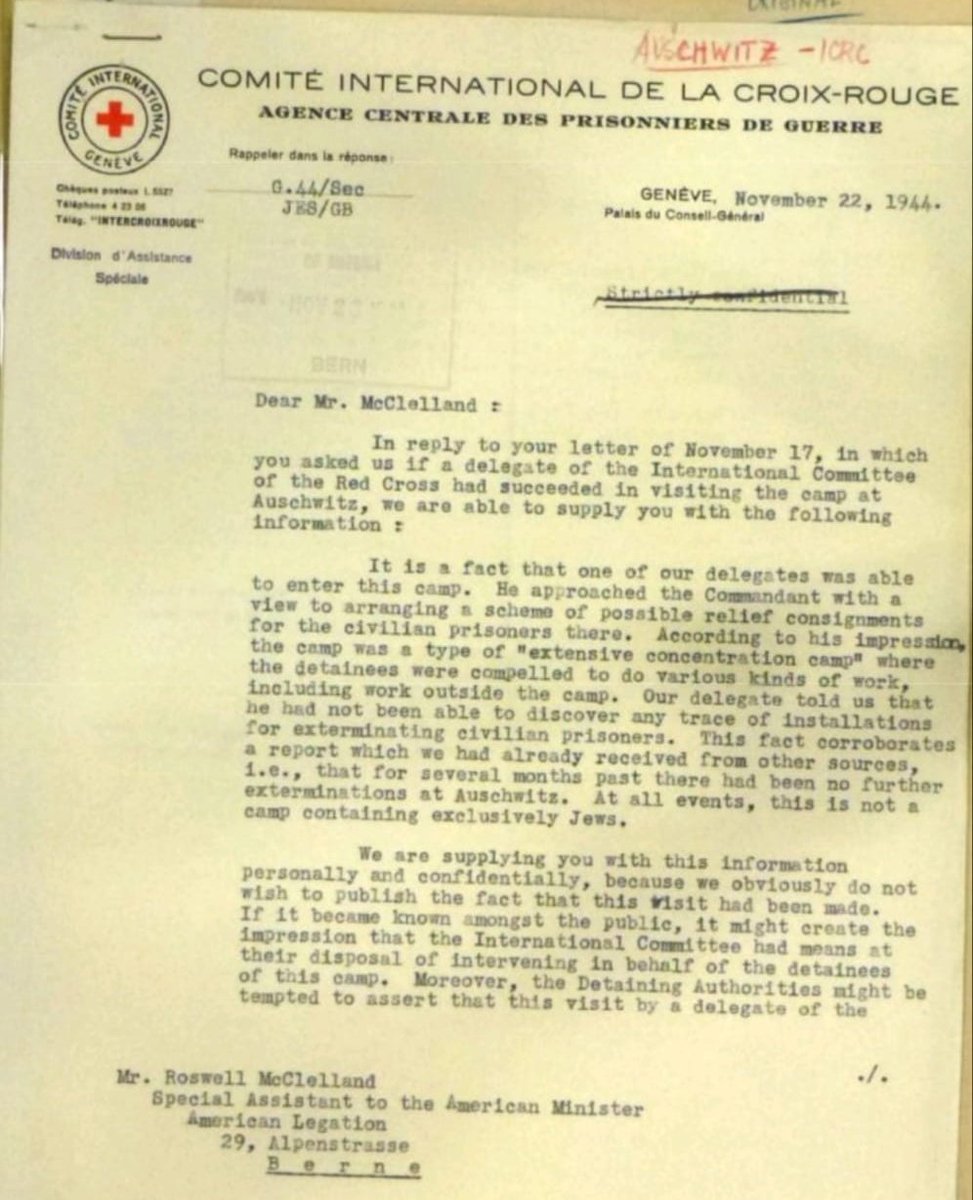 ORIGINAL
AUSCHWITZ - ICRC
COMITÉ INTERNATIONAL DE LA CROIX-ROUGE
AGENCE CENTRALE DES PRISONNIERS DE GUERRE
COMITÉ INTERNATIONAL
GENÈVE
Rappeler dans la réponse:
G.44/Sec
JES/GB
Chèques postaux I. 5527
Téléphone 4 23 05
Télég. "INTERCROIXROUGE"
Division d'Assistance
Spéciale
GENÈVE, November 22, 1944.
Palais du Conseil-Général
Strictly confidential
BERN
Dear Mr. McClelland :
In reply to your letter of November 17, in which
you asked us if a delegate of the International Committee
of the Red Cross had succeeded in visiting the camp at
Auschwitz, we are able to supply you with the following
information :
It is a fact that one of our delegates was able
to enter this camp. He approached the Commandant with a
view to arranging a scheme of possible relief consignments
for the civilian prisoners there. According to his impression,
the camp was a type of "extensive concentration camp" where
the detainees were compelled to do various kinds of work,
including work outside the camp. Our delegate told us that
he had not been able to discover any trace of installations
for exterminating civilian prisoners. This fact corroborates
a report which we had already received from other sources,
i.e., that for several months past there had been no further
exterminations at Auschwitz. At all events, this is not a
camp containing exclusively Jews.
We are supplying you with this information
personally and confidentially, because we obviously do not
wish to publish the fact that this visit had been made.
If it became known amongst the public, it might create the
impression that the International Committee had means at
their disposal of intervening in behalf of the detainees
of this camp. Moreover, the Detaining Authorities might be
tempted to assert that this visit by a delegate of the
./.
Mr. Roswell McClelland
Special Assistant to the American Minister
American Legation
29, Alpenstrasse
B e r n e